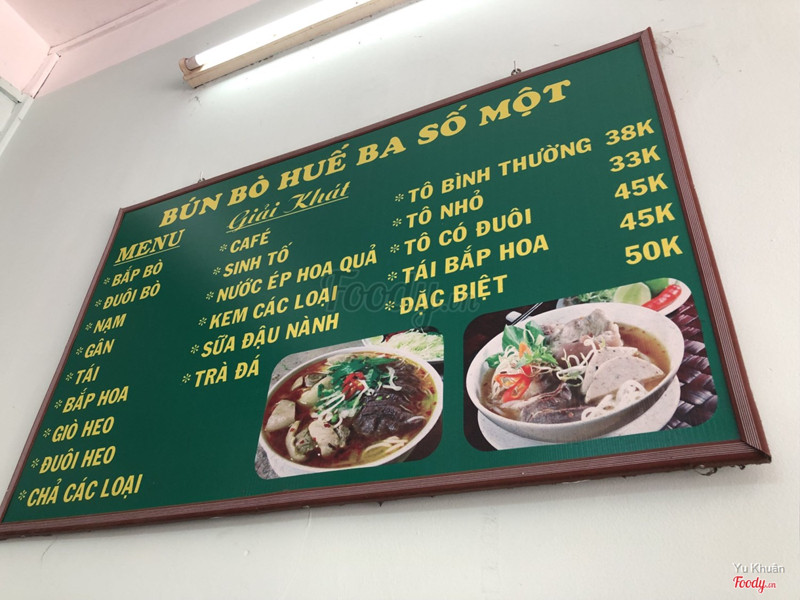 BÚN BÒ HUẾ BA SỐ MỘT
MENU
* BẮP BÒ
* ĐUÔI BÒ
* NẠM
* GÂN
* TÁI
* BẮP HOA
* GIÒ HEO
* ĐUÔI HEO
* CHẢ CÁC LOẠI
Giải Khát
* CAFÉ
* SINH TỐ
* NƯỚC ÉP HOA QUẢ
* KEM CÁC LOẠI
* SỮA ĐẬU NÀNH
* TRÀ ĐÁ
* TÔ BÌNH THƯỜNG 38K
* TÔ NHỎ 33K
* TÔ CÓ ĐUÔI 45K
* TÁI BẮP HOA 45K
* ĐẶC BIỆT 50K
Foody.vn
Yu Khuân
Foody.vn